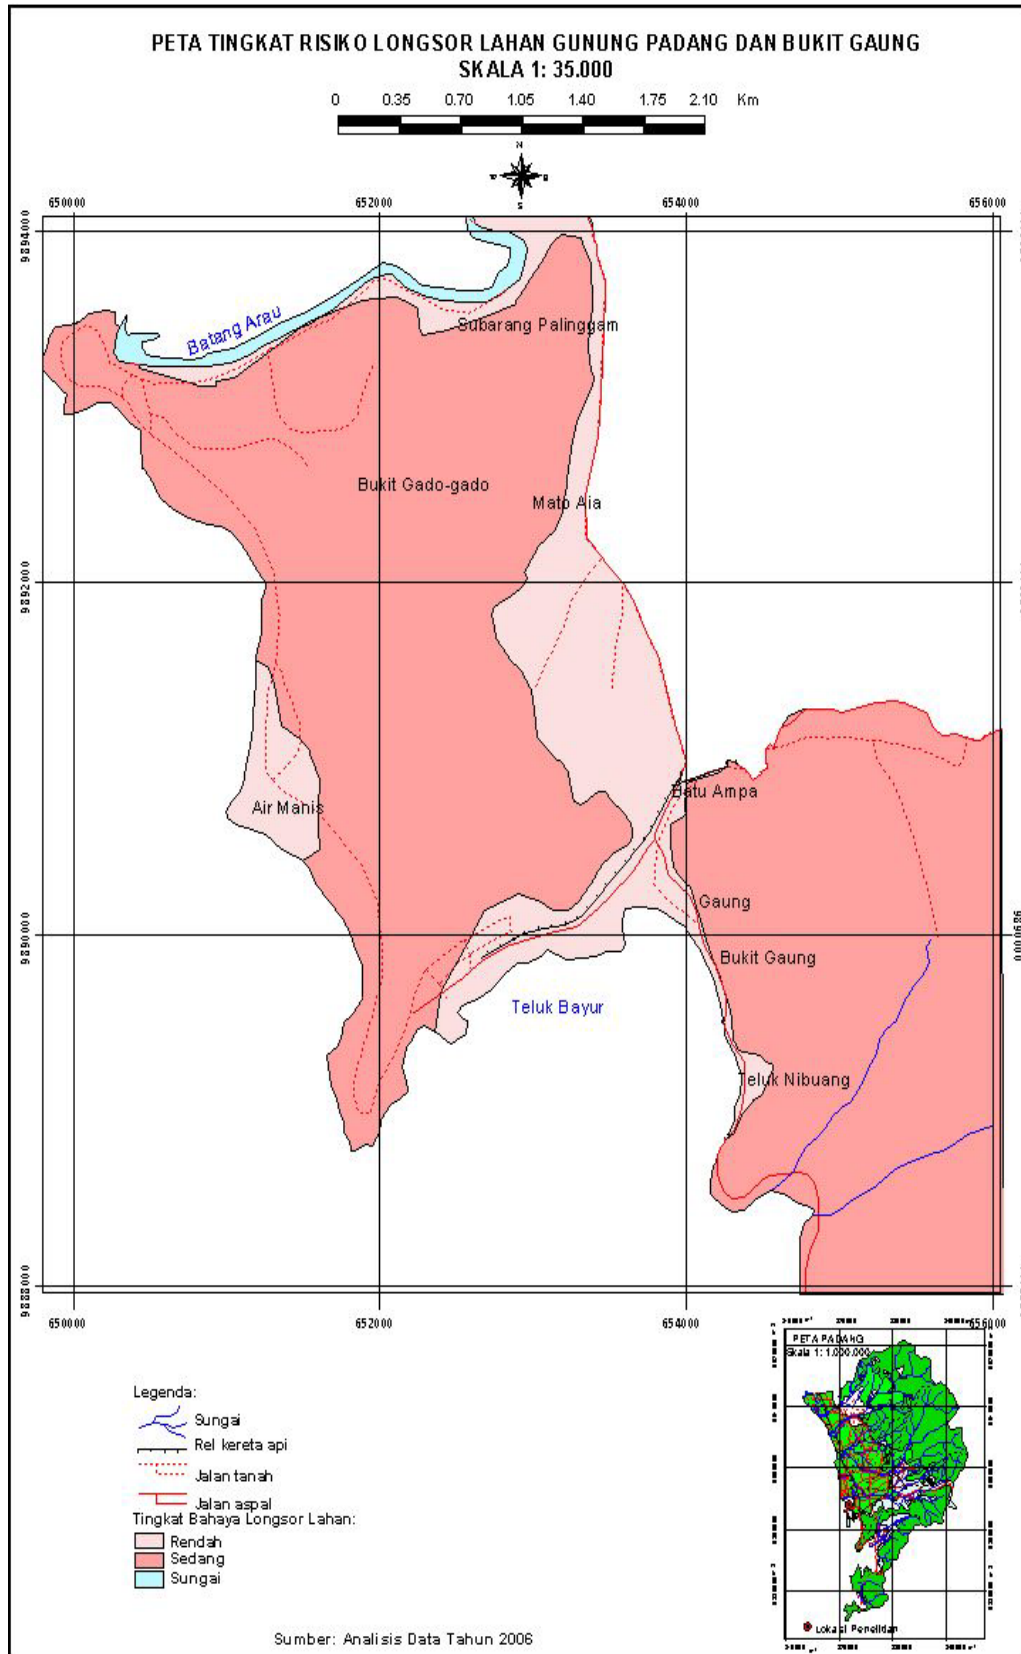 PETA TINGKAT RISIKO LONGSOR LAHAN GUNUNG PADANG DAN BUKIT GAUNG
SKALA 1: 35.000
0 0.35 0.70 1.05 1.40 1.75 2.10 Km
N
S
650000 652000 654000 656000
9894000
Batang Arau
Subarang Palinggam
Bukit Gado-gado
Mato Aia
9892000
Batu Ampa
Air Manis
Gaung
9890000
Bukit Gaung
Teluk Bayur
Teluk Nibuang
9888000
650000 652000 654000 656000
PETA PADANG
Skala 1: 1.000.000
Legenda:
Sungai
Rel kereta api
Jalan tanah
Jalan aspal
Tingkat Bahaya Longsor Lahan:
Rendah
Sedang
Sungai
Lokasi Penelitian
Sumber: Analisis Data Tahun 2006